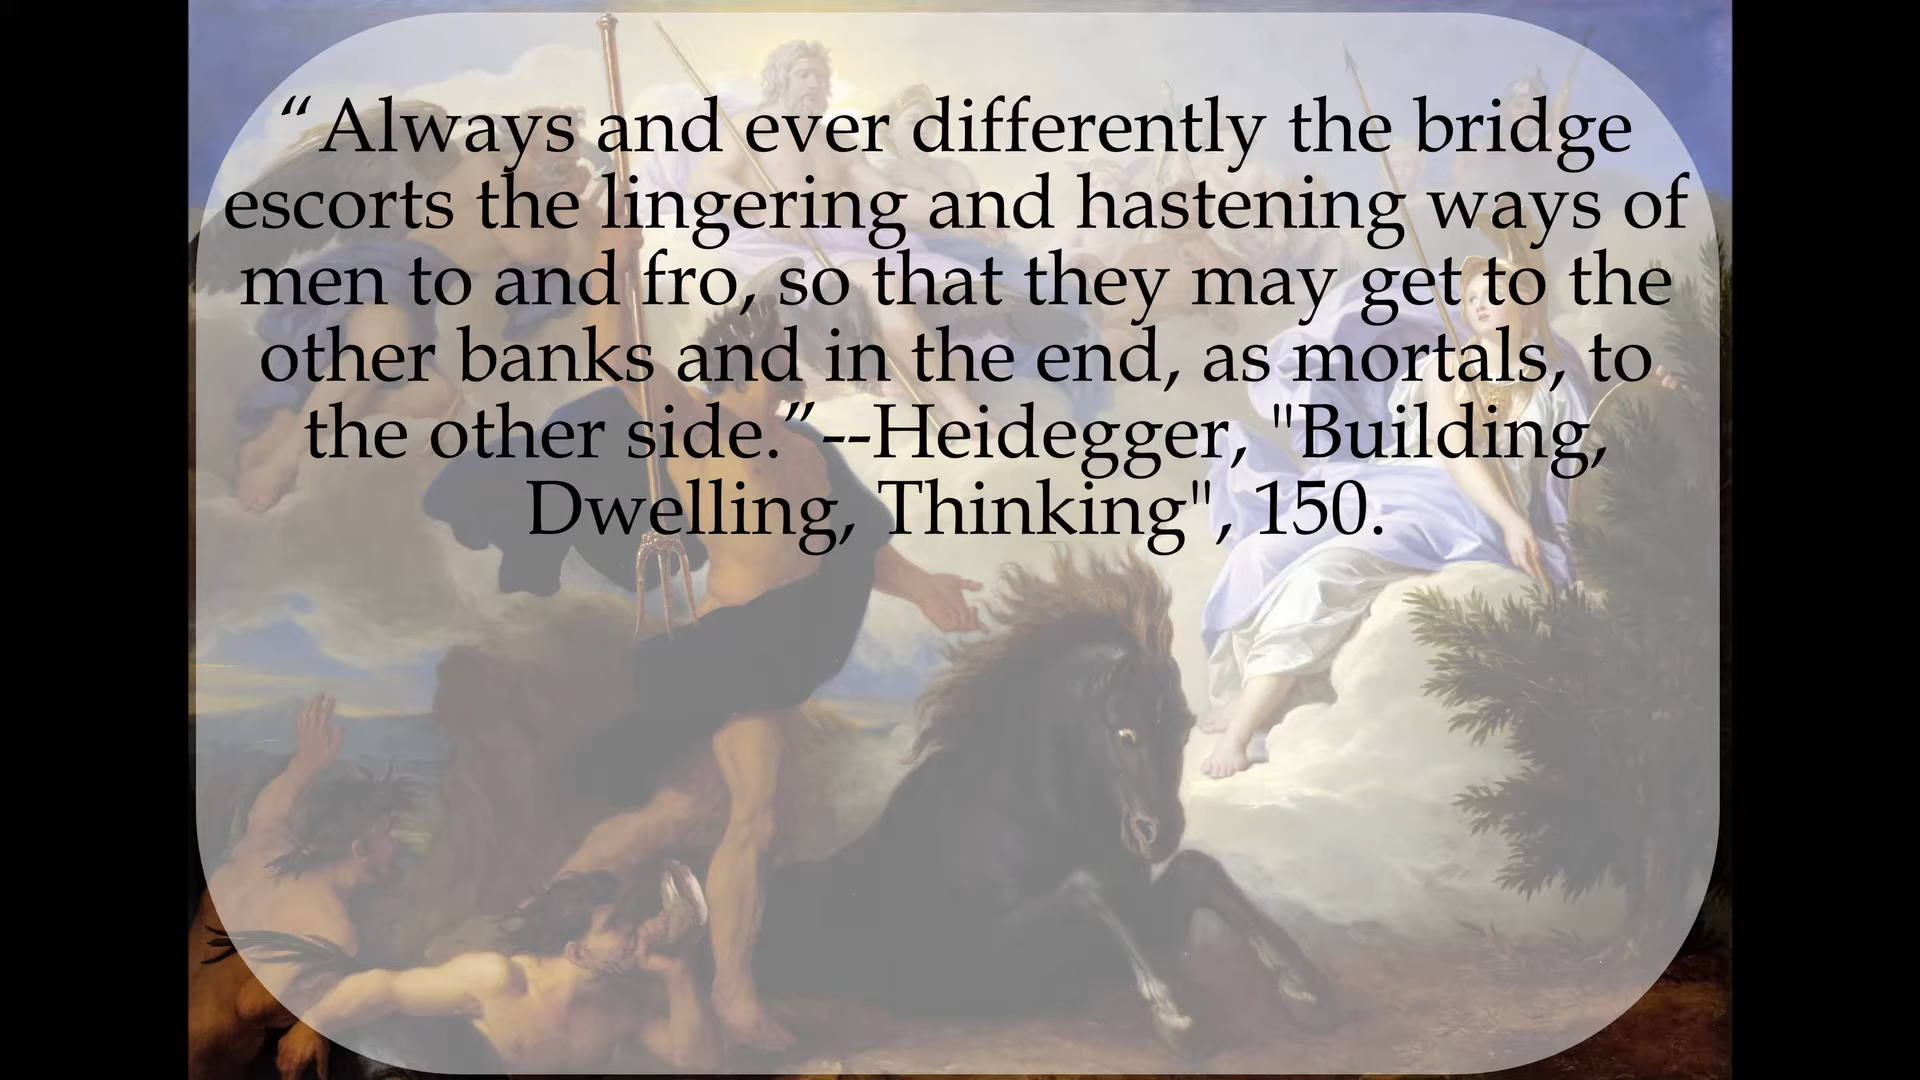 “Always and ever differently the bridge
escorts the lingering and hastening ways of
men to and fro, so that they may get to the
other banks and in the end, as mortals, to
the other side.”--Heidegger, "Building,
Dwelling, Thinking", 150.